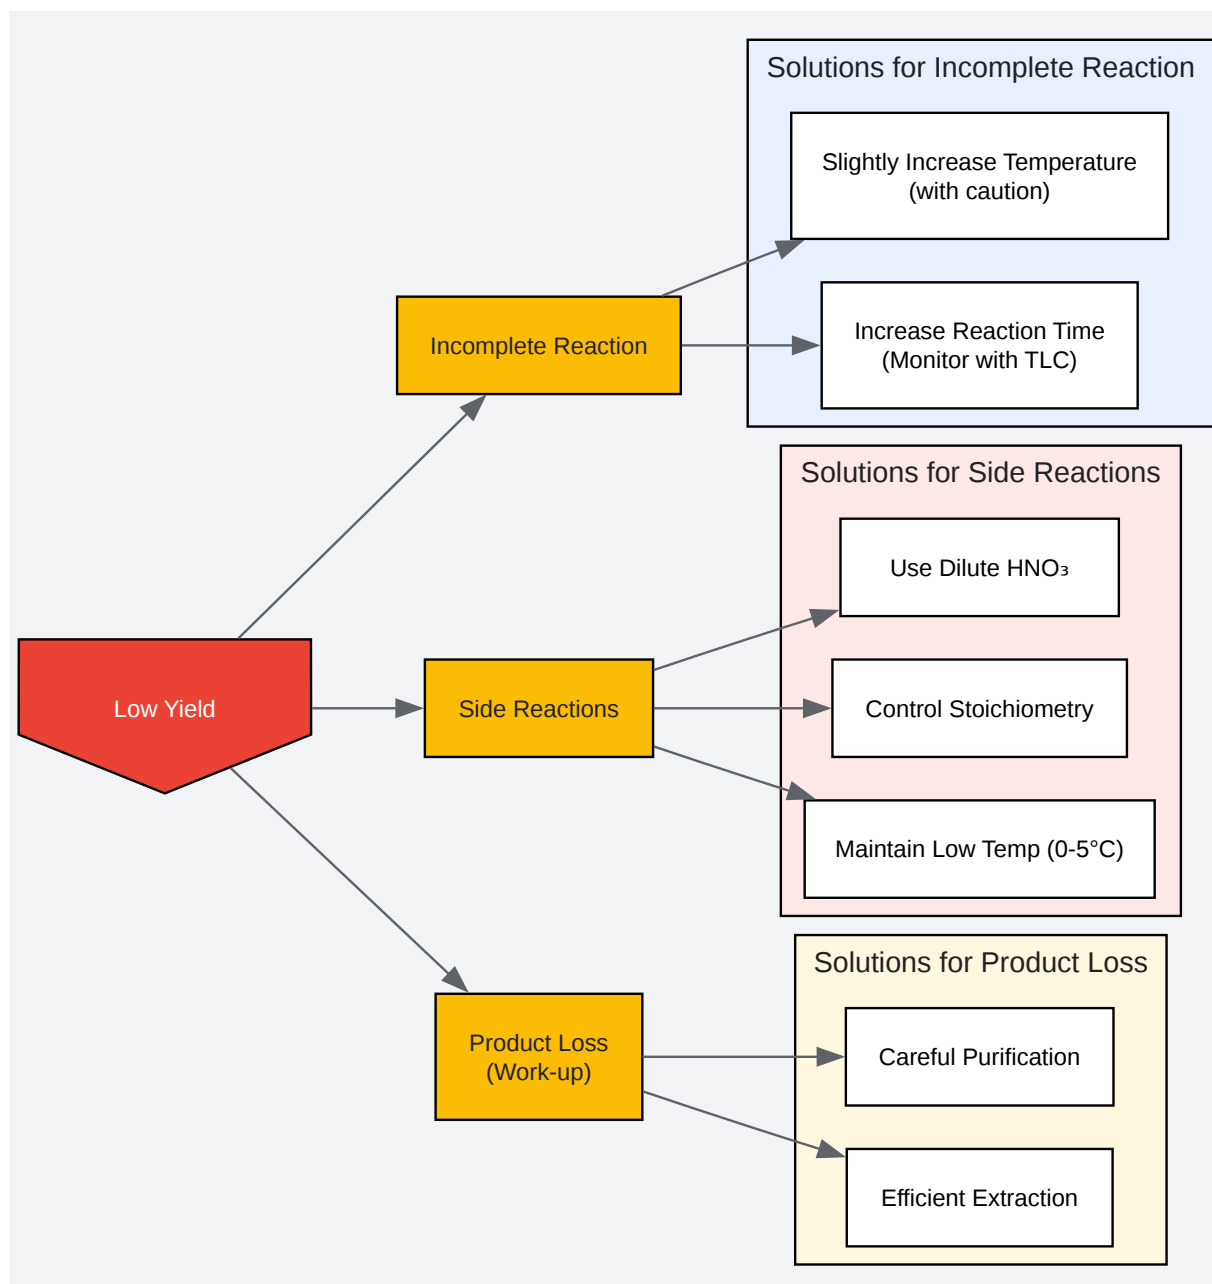 Solutions for Incomplete Reaction
Slightly Increase Temperature
(with caution)
Incomplete Reaction
Increase Reaction Time
(Monitor with TLC)
Solutions for Side Reactions
Use Dilute HNO₃
Low Yield
Side Reactions
Control Stoichiometry
Maintain Low Temp (0-5°C)
Solutions for Product Loss
Product Loss
(Work-up)
Careful Purification
Efficient Extraction